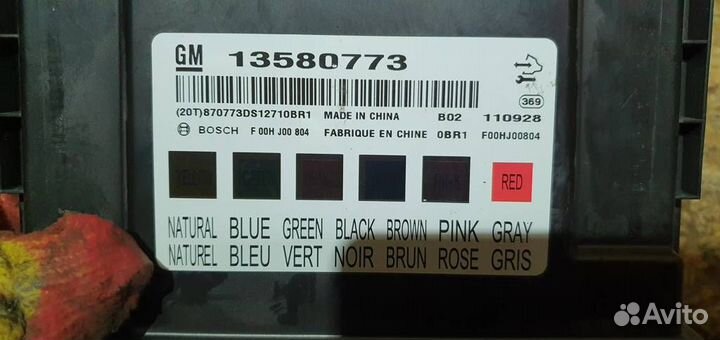 GM 13580773
(20T)870773DS12710BR1 MADE IN CHINA B02 110928
369
BOSCH F 00H J00 804 FABRIQUE EN CHINE 0BR1 F00HJ00804
RED
NATURAL BLUE GREEN BLACK BROWN PINK GRAY
NATUREL BLEU VERT NOIR BRUN ROSE GRIS
Avito